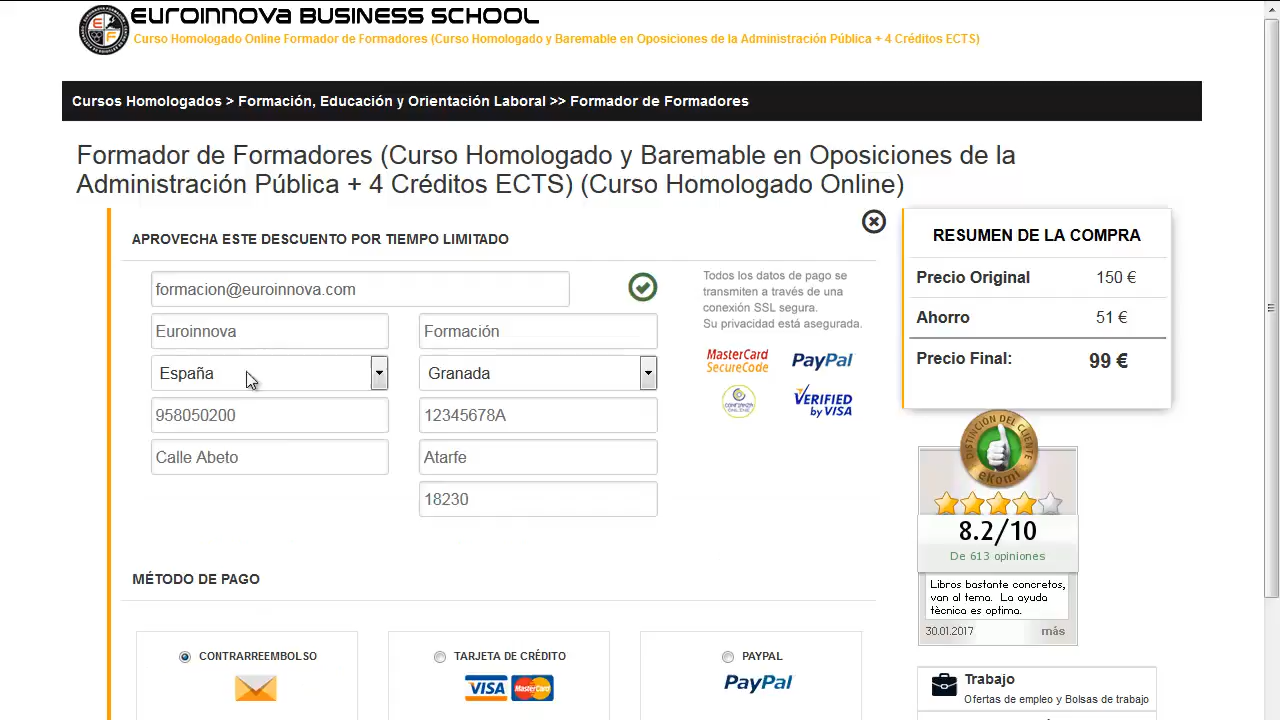 EUROINNOVA BUSINESS SCHOOL
Curso Homologado Online Formador de Formadores (Curso Homologado y Baremable en Oposiciones de la Administración Pública + 4 Créditos ECTS)
Cursos Homologados > Formación, Educación y Orientación Laboral >> Formador de Formadores
Formador de Formadores (Curso Homologado y Baremable en Oposiciones de la
Administración Pública + 4 Créditos ECTS) (Curso Homologado Online)
APROVECHA ESTE DESCUENTO POR TIEMPO LIMITADO
formacion@euroinnova.com
Euroinnova
Formación
España
Granada
958050200
12345678A
Calle Abeto
Atarfe
18230
Todos los datos de pago se
transmiten a través de una
conexión SSL segura.
Su privacidad está asegurada.
MasterCard
SecureCode
PayPal
CONFIANZA
ONLINE
VERIFIED
by VISA
MÉTODO DE PAGO
CONTRARREEMBOLSO
TARJETA DE CRÉDITO
VISA
MasterCard
PAYPAL
PayPal
RESUMEN DE LA COMPRA
Precio Original 150 €
Ahorro 51 €
Precio Final: 99 €
DISTINCIÓN DEL CLIENTE
eKomi
8.2/10
De 613 opiniones
Libros bastante concretos,
van al tema. La ayuda
tècnica es optima.
30.01.2017 más
Trabajo
Ofertas de empleo y Bolsas de trabajo